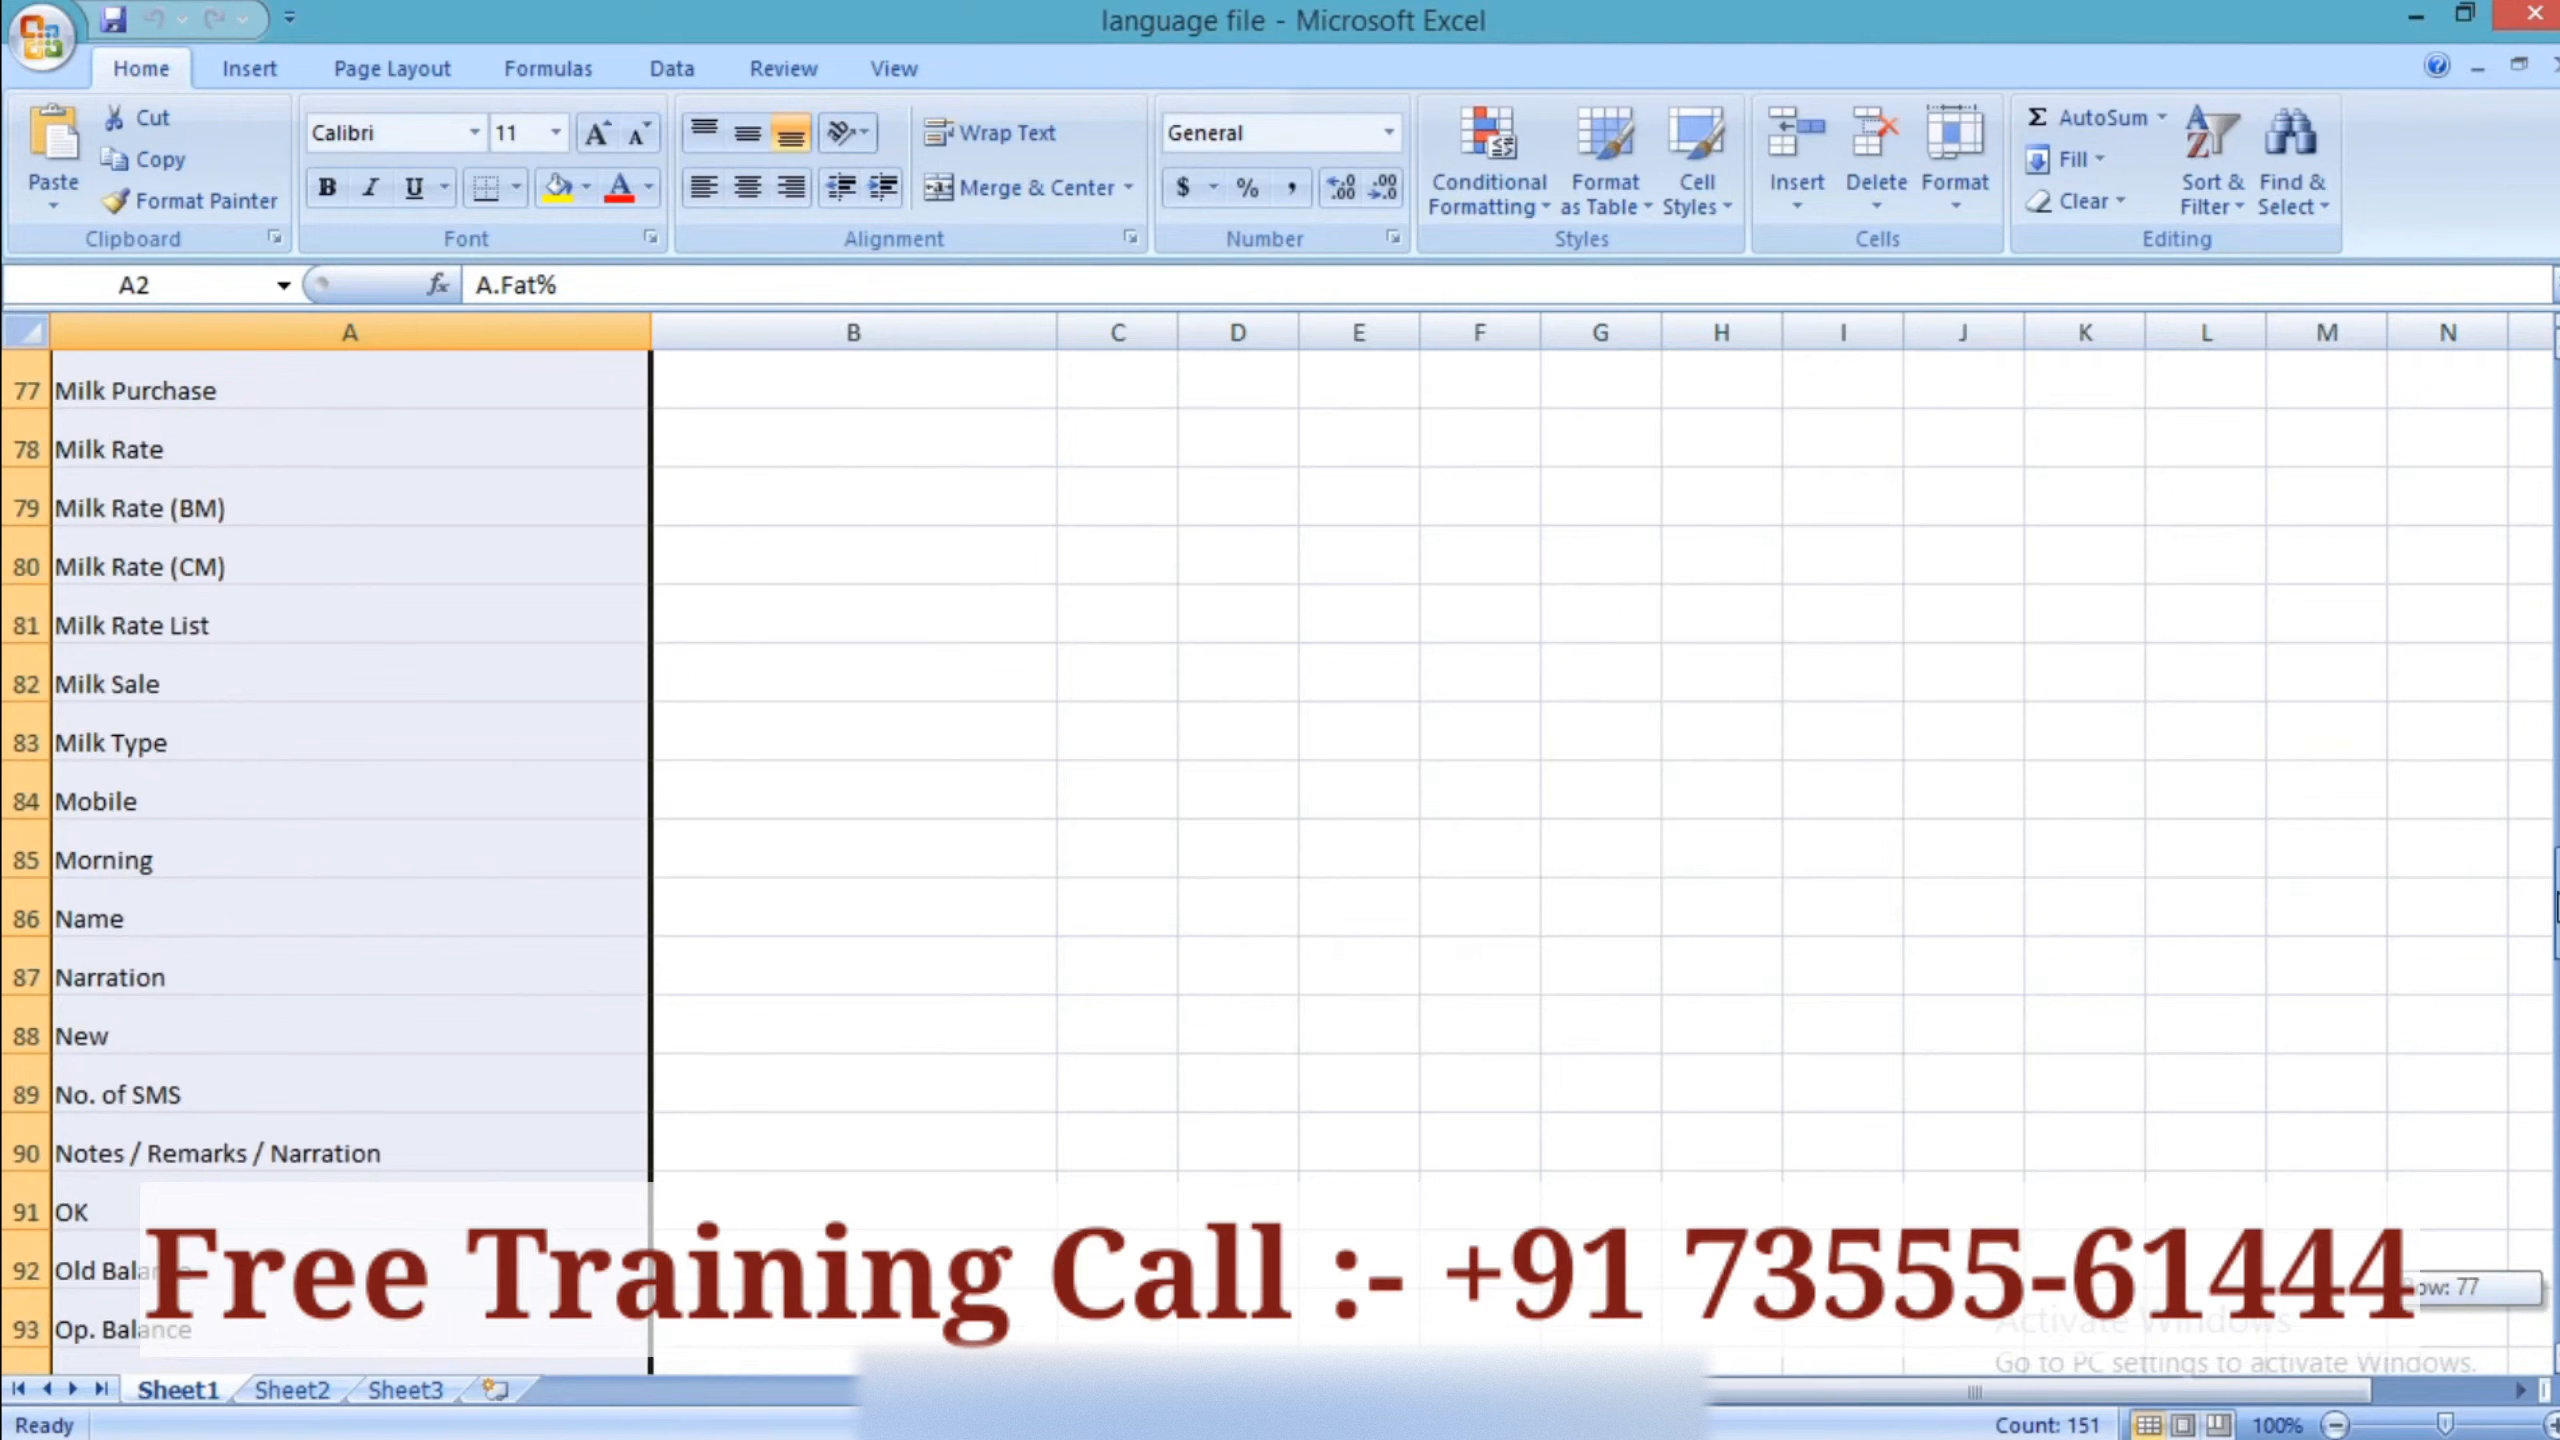 language file - Microsoft Excel
Home Insert Page Layout Formulas Data Review View
Cut
Copy
Format Painter
Paste
Clipboard
Calibri 11
B I U
Font
Wrap Text
Merge & Center
Alignment
General
$ % ,
Number
Conditional Formatting
Format as Table
Cell Styles
Styles
Insert Delete Format
Cells
Σ AutoSum
Fill
Clear
Sort & Filter
Find & Select
Editing
A2 fx A.Fat%
A B C D E F G H I J K L M N
77 Milk Purchase
78 Milk Rate
79 Milk Rate (BM)
80 Milk Rate (CM)
81 Milk Rate List
82 Milk Sale
83 Milk Type
84 Mobile
85 Morning
86 Name
87 Narration
88 New
89 No. of SMS
90 Notes / Remarks / Narration
91 OK
92 Old
93 Op. Balance
Free Training Call :- +91 73555-61444
77
Activate Windows
Go to PC settings to activate Windows.
Sheet1 Sheet2 Sheet3
Ready
Count: 151 100%